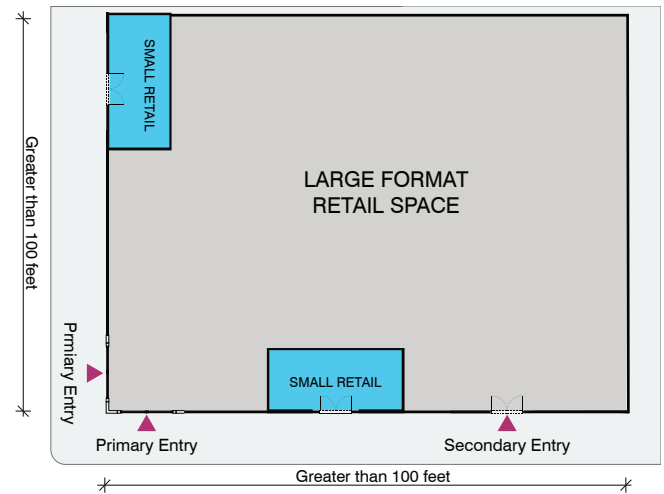 SMALL RETAIL
LARGE FORMAT
RETAIL SPACE
Greater than 100 feet
Prmiary Entry
SMALL RETAIL
Primary Entry
Secondary Entry
Greater than 100 feet